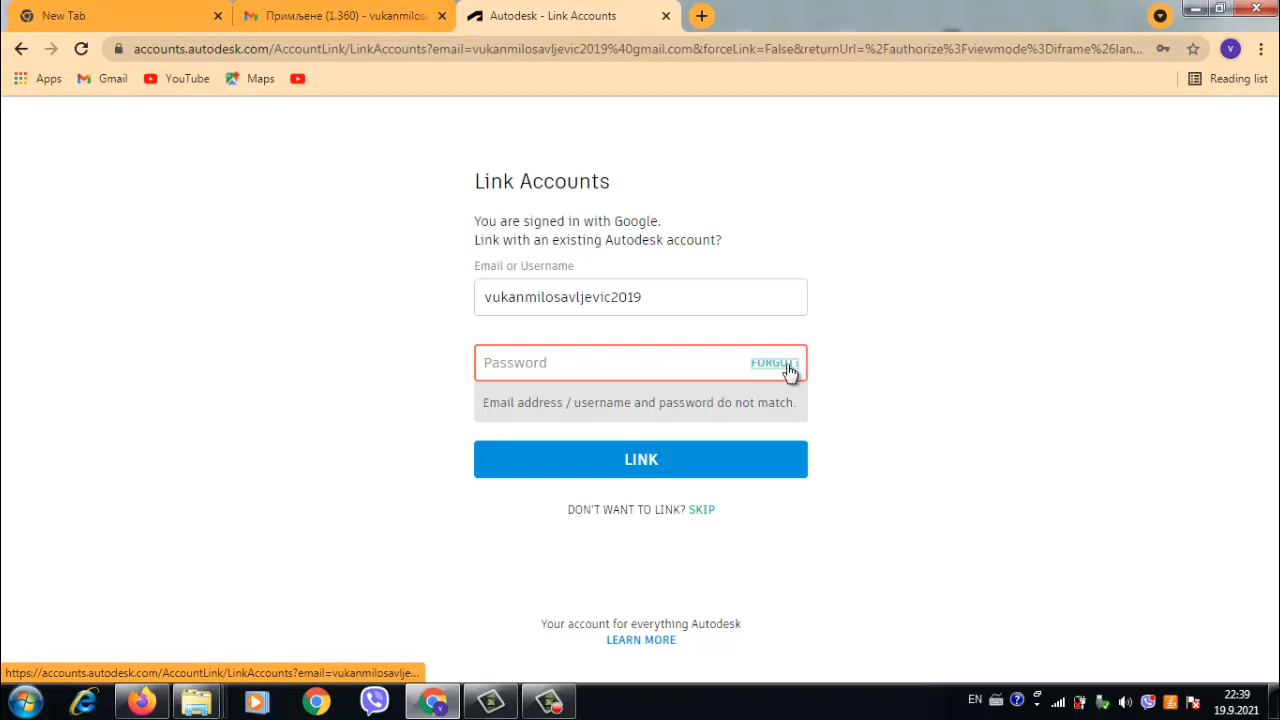 New Tab
Примљене (1.360) - vukanmilosa
Autodesk - Link Accounts
accounts.autodesk.com/AccountLink/LinkAccounts?email=vukanmilosavljevic2019%40gmail.com&forceLink=False&returnUrl=%2Fauthorize%3Fviewmode%3Diframe%26lan...
V
Apps
Gmail
YouTube
Maps
Reading list
Link Accounts
You are signed in with Google.
Link with an existing Autodesk account?
Email or Username
vukanmilosavljevic2019
Password
Email address / username and password do not match.
LINK
DON'T WANT TO LINK? SKIP
Your account for everything Autodesk
LEARN MORE
https://accounts.autodesk.com/AccountLink/LinkAccounts?email=vukanmilosavlje...
EN
22:39
19.9.2021